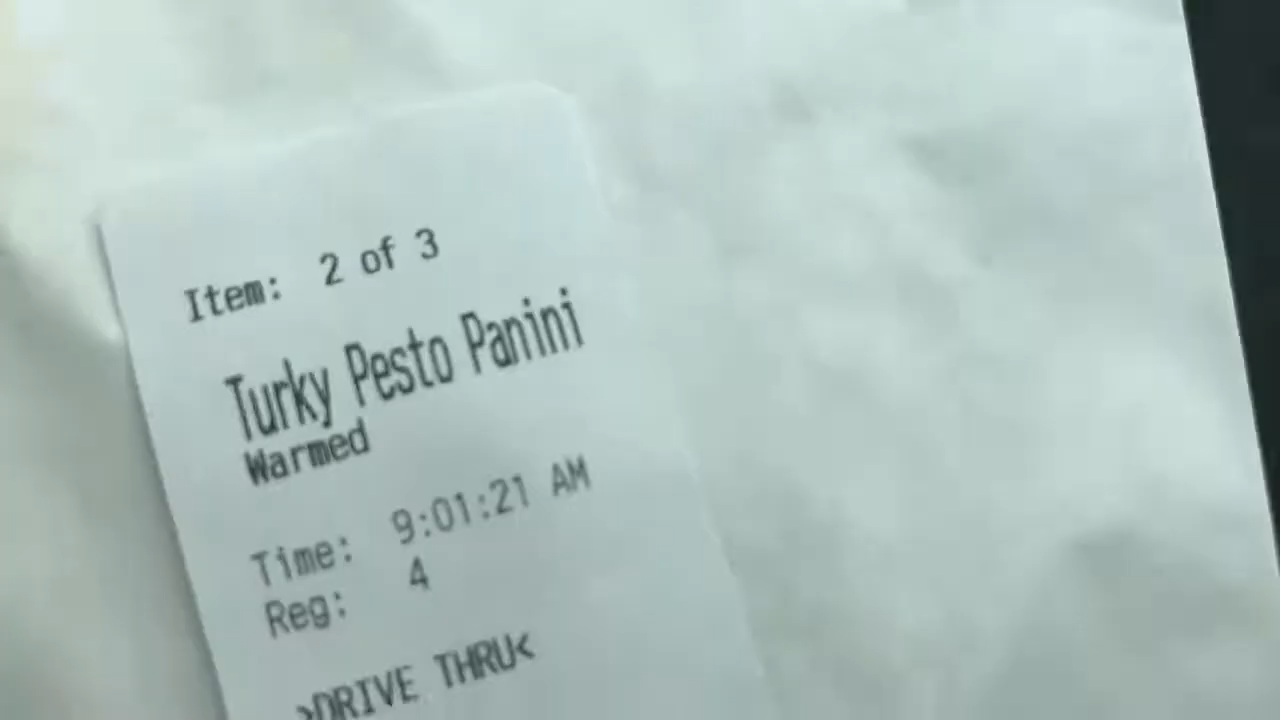 Item: 2 of 3
Turky Pesto Panini
Warmed
Time: 9:01:21 AM
Reg: 4
>DRIVE THRU<